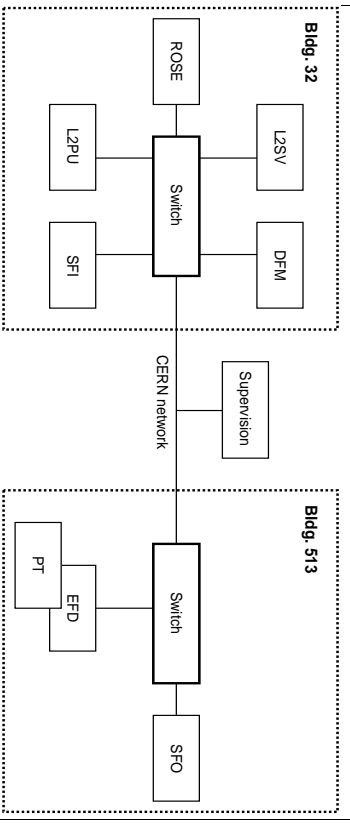 Bldg. 32
Bldg. 513
L2SV
DFM
Supervision
ROSE
Switch
CERN network
Switch
SFO
L2PU
SFI
EFD
PT